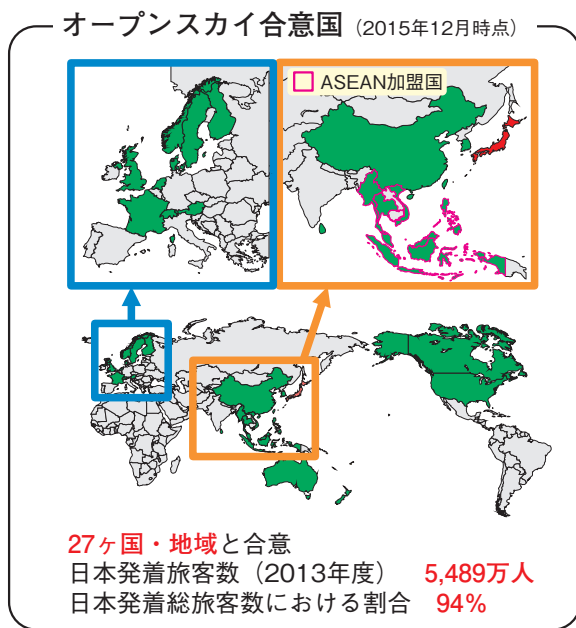 オープンスカイ合意国（2015年12月時点）
ASEAN加盟国
27ヶ国・地域と合意
日本発着旅客数（2013年度） 5,489万人
日本発着総旅客数における割合 94%